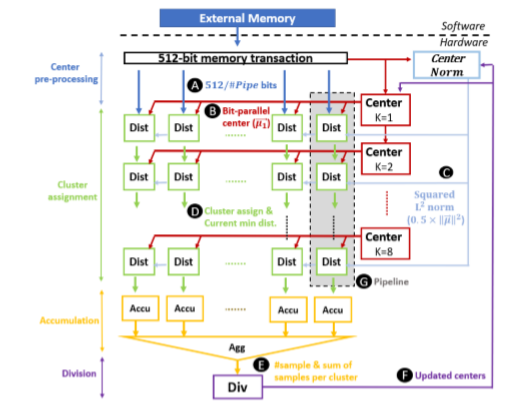 External Memory
Software
Hardware
512-bit memory transaction
Center
Norm
Center
pre-processing
A 512/#Pipe bits
B Bit-parallel
center (μ₁)
Center
K=1
Dist Dist ....... Dist Dist
Center
K=2
C
Dist Dist ....... Dist Dist
Cluster
assignment
D Cluster assign &
Current min dist.
Squared
L² norm
(0.5 × ‖μ‖²)
Center
K=8
Dist Dist ....... Dist Dist
G Pipeline
Accumulation
Accu Accu ....... Accu Accu
Agg
E #sample & sum of
samples per cluster
Division
Div
F Updated centers